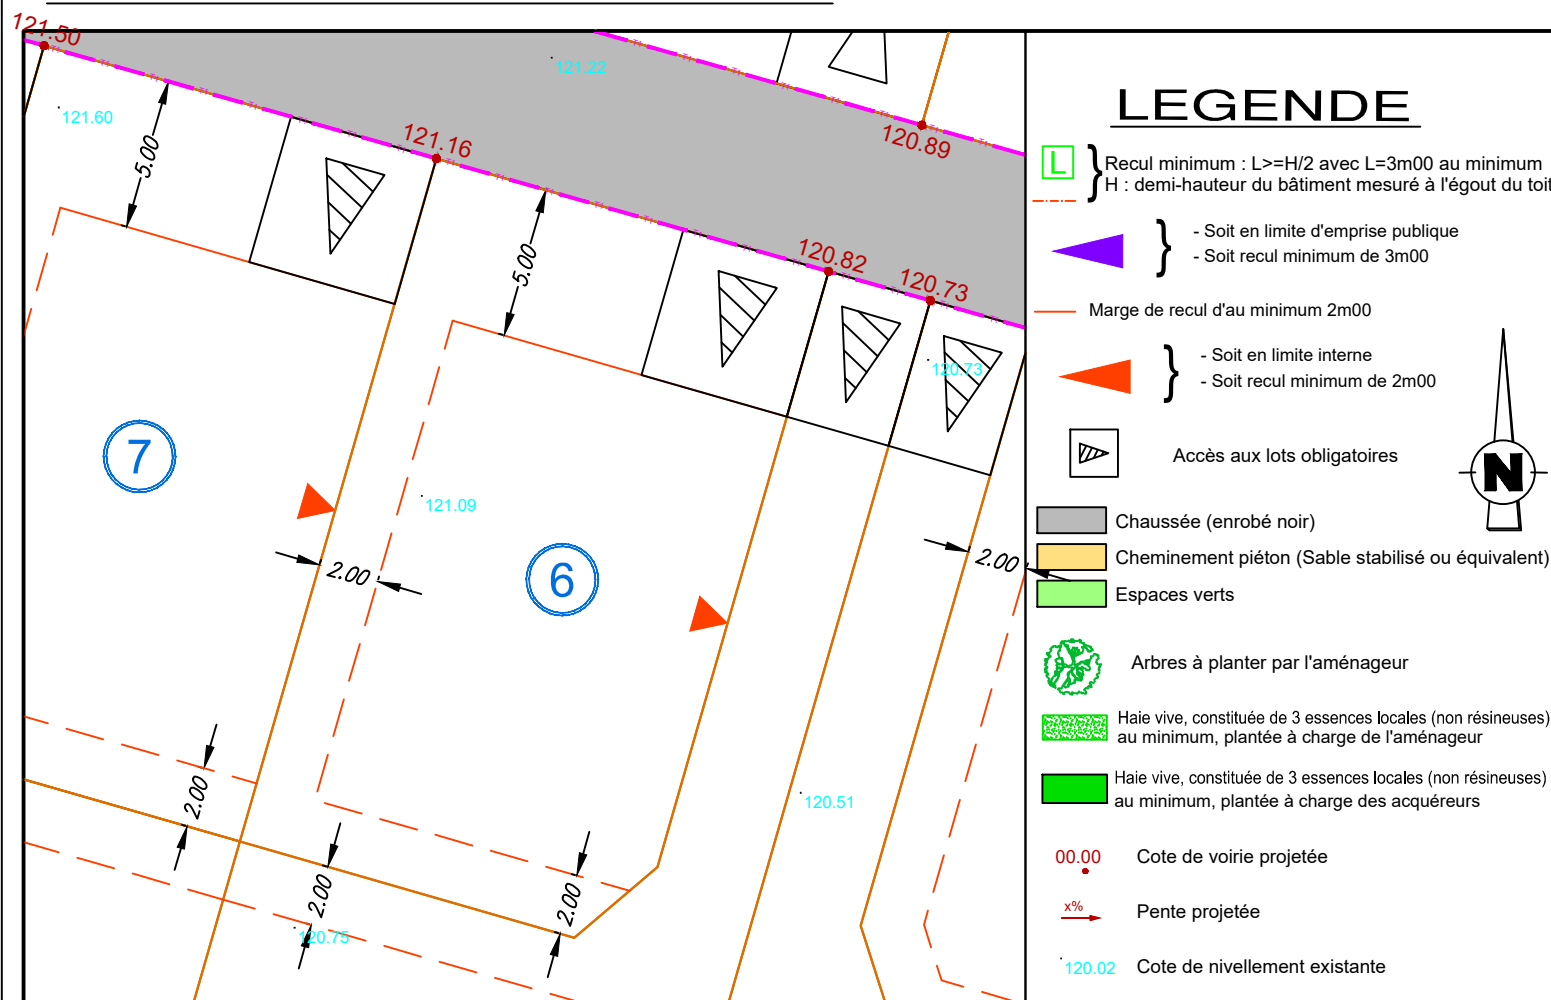 121.50
121.22
121.60
5.00
121.16
120.89
5.00
120.82
120.73
120.73
7
121.09
6
2.00
2.00
2.00
120.51
2.00
2.00
120.75
LEGENDE
L
} Recul minimum : L>=H/2 avec L=3m00 au minimum
H : demi-hauteur du bâtiment mesuré à l'égout du toit
} - Soit en limite d'emprise publique
- Soit recul minimum de 3m00
Marge de recul d'au minimum 2m00
} - Soit en limite interne
- Soit recul minimum de 2m00
Accès aux lots obligatoires
N
Chaussée (enrobé noir)
Cheminement piéton (Sable stabilisé ou équivalent)
Espaces verts
Arbres à planter par l'aménageur
Haie vive, constituée de 3 essences locales (non résineuses)
au minimum, plantée à charge de l'aménageur
Haie vive, constituée de 3 essences locales (non résineuses)
au minimum, plantée à charge des acquéreurs
00.00 Cote de voirie projetée
x% Pente projetée
120.02 Cote de nivellement existante